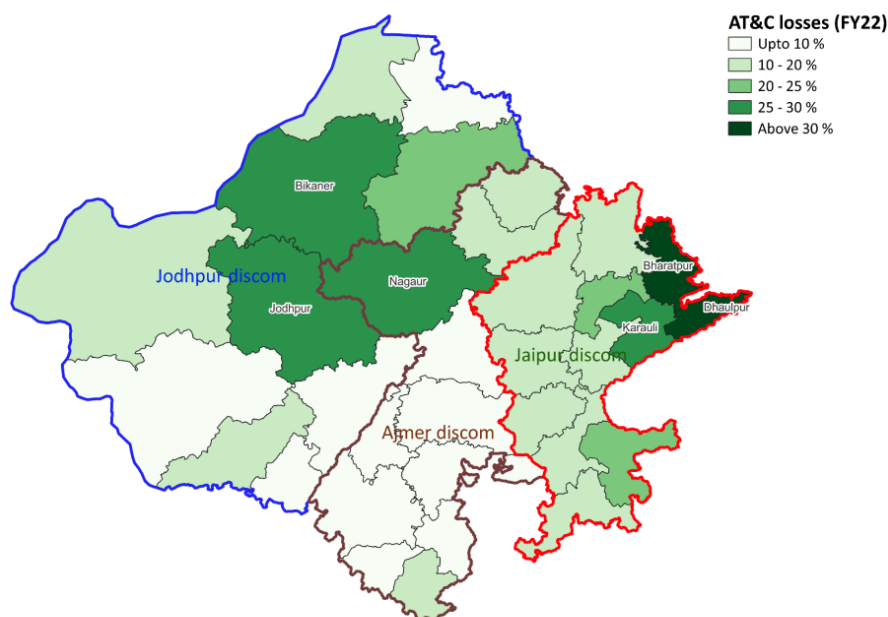 AT&C losses (FY22)
Upto 10 %
10 - 20 %
20 - 25 %
25 - 30 %
Above 30 %
Bikaner
Bharatpur
Jodhpur discom
Nagaur
Jodhpur
Dhaulpur
Karauli
Jaipur discom
Ajmer discom